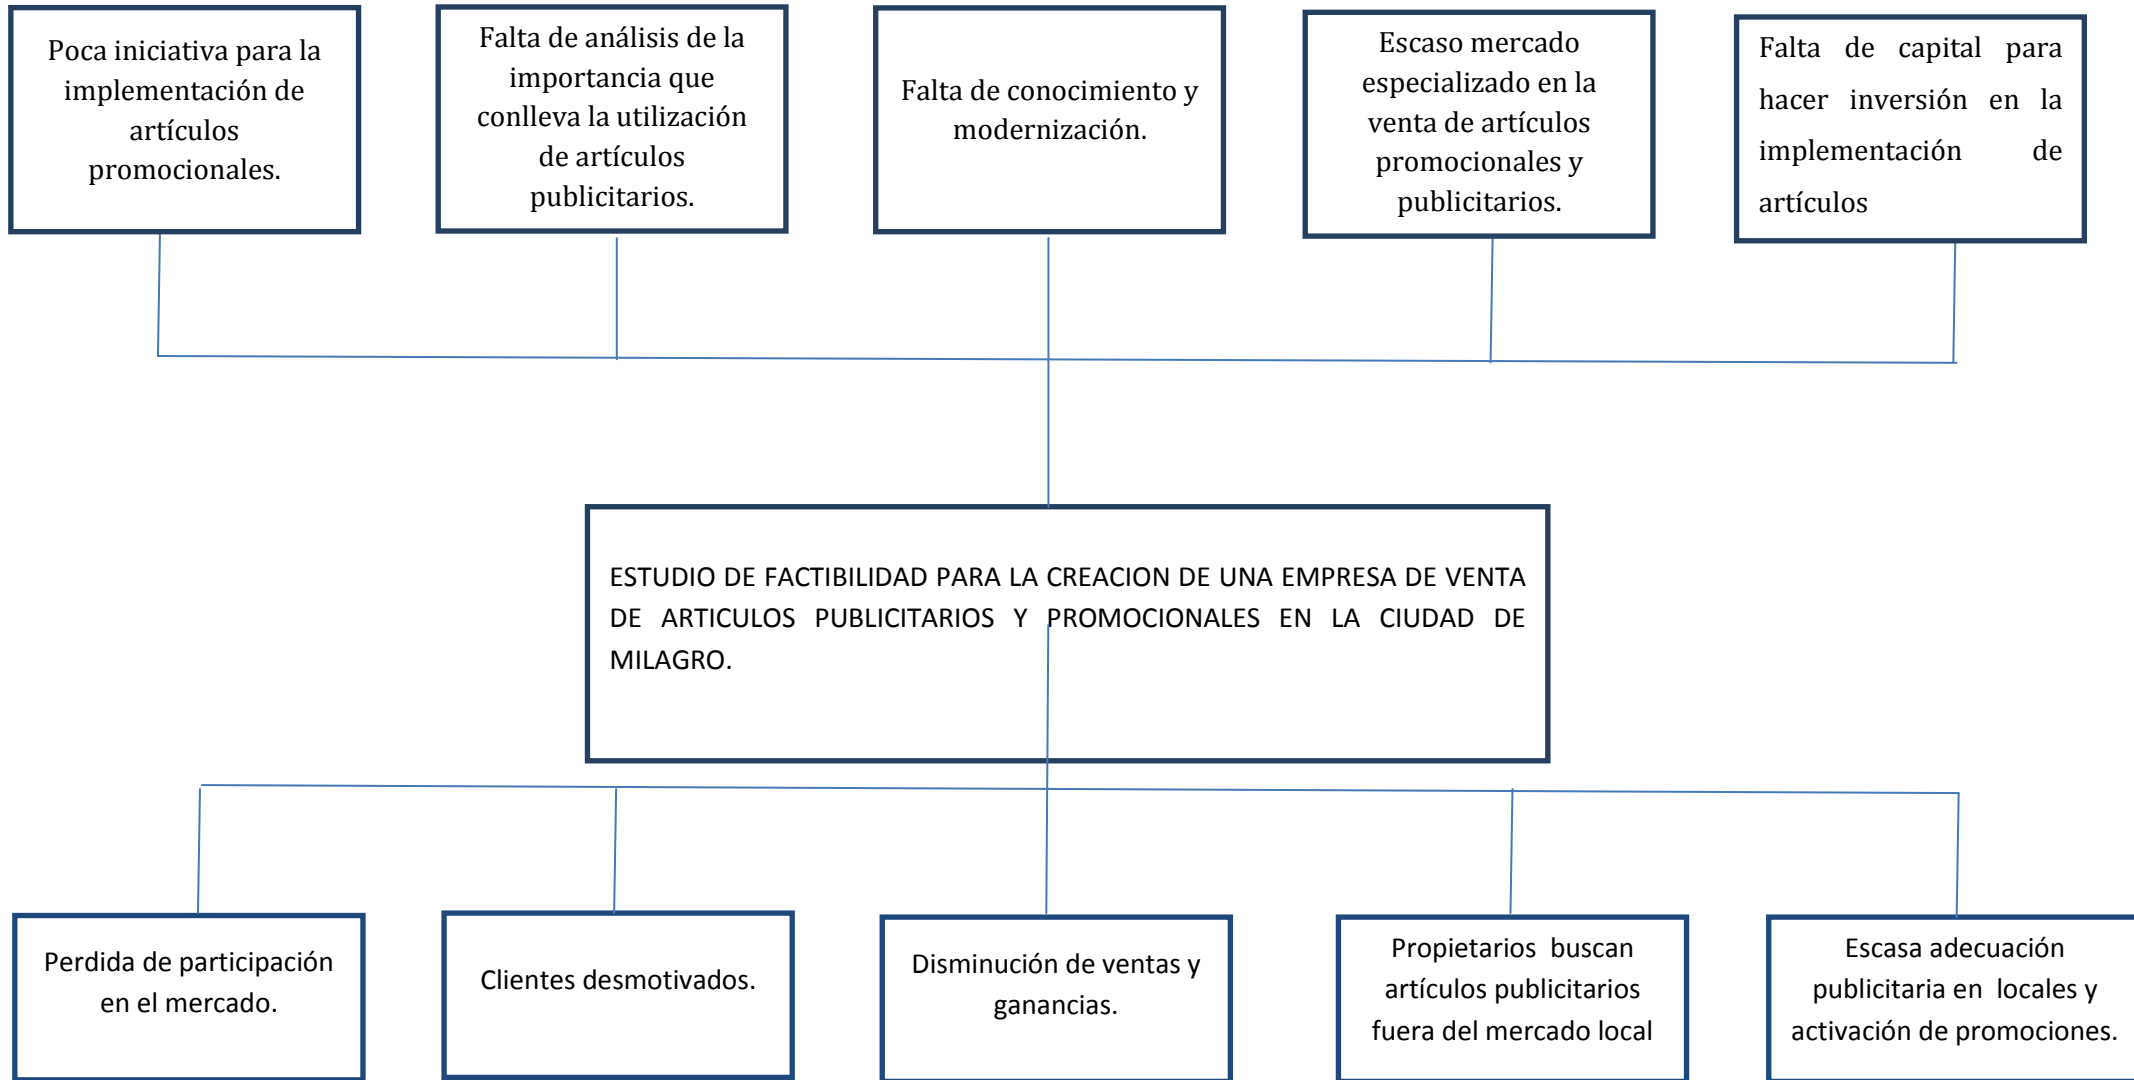 Poca iniciativa para la
implementación de
artículos
promocionales.
Falta de análisis de la
importancia que
conlleva la utilización
de artículos
publicitarios.
Falta de conocimiento y
modernización.
Escaso mercado
especializado en la
venta de artículos
promocionales y
publicitarios.
Falta de capital para
hacer inversión en la
implementación de
artículos
ESTUDIO DE FACTIBILIDAD PARA LA CREACION DE UNA EMPRESA DE VENTA
DE ARTICULOS PUBLICITARIOS Y PROMOCIONALES EN LA CIUDAD DE
MILAGRO.
Perdida de participación
en el mercado.
Clientes desmotivados.
Disminución de ventas y
ganancias.
Propietarios buscan
artículos publicitarios
fuera del mercado local
Escasa adecuación
publicitaria en locales y
activación de promociones.